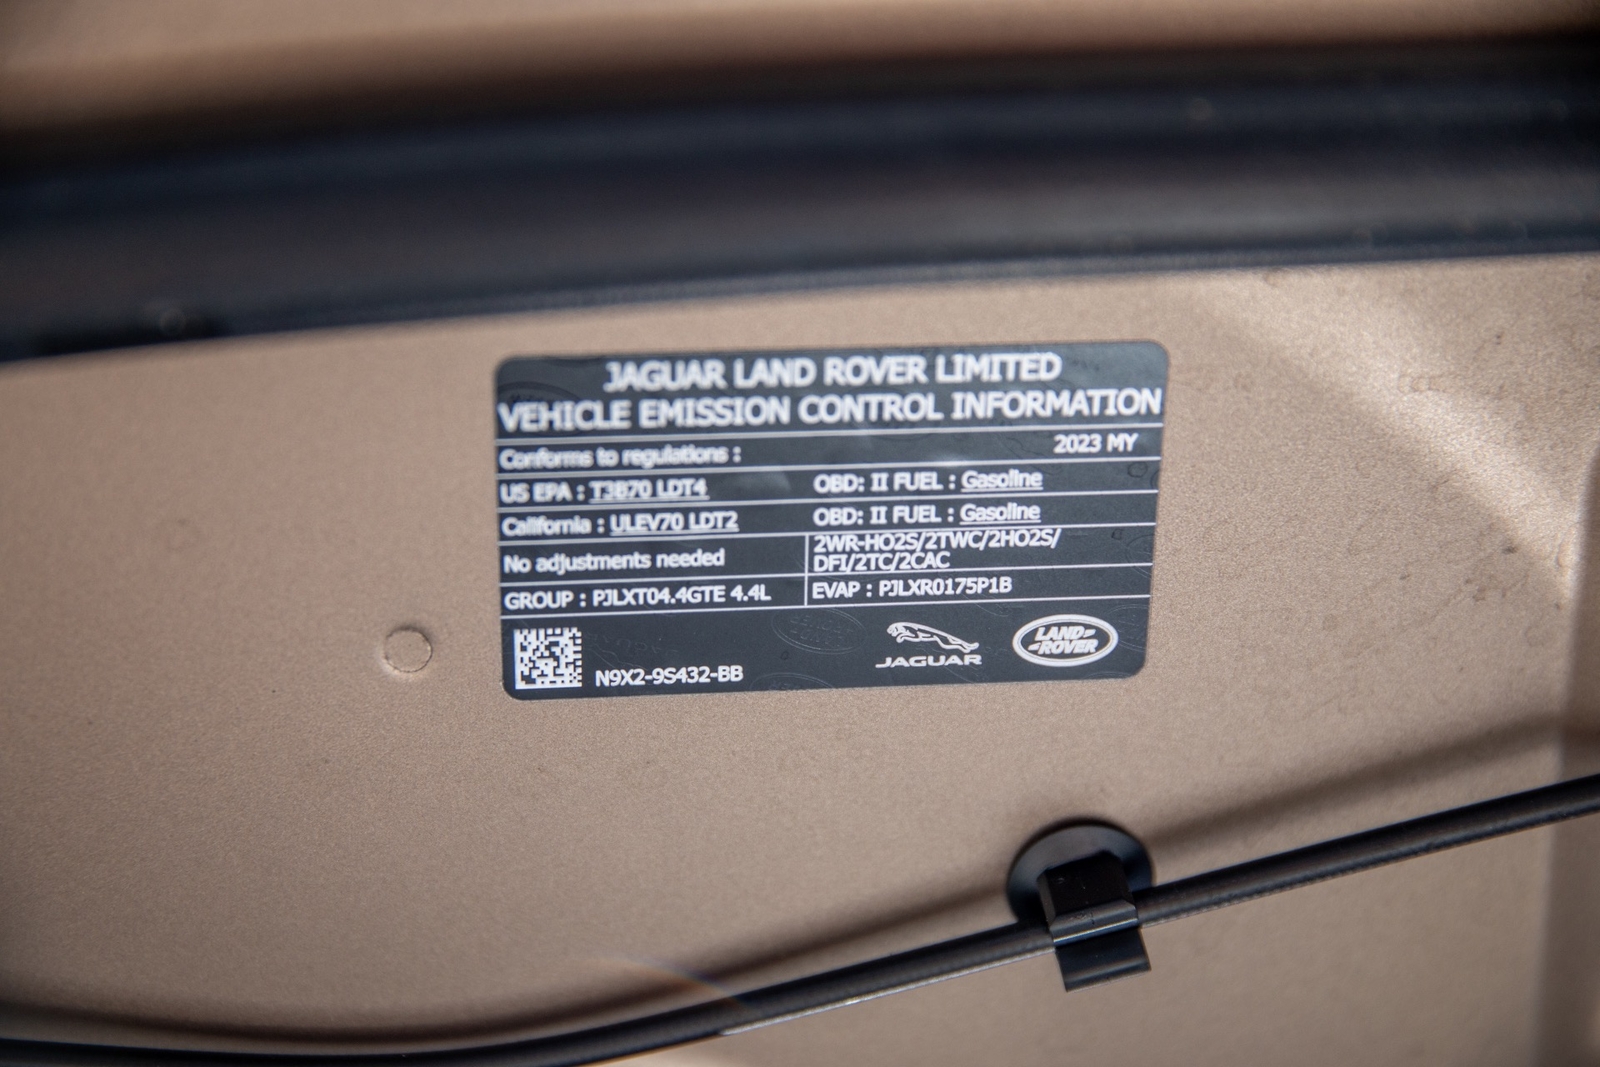 JAGUAR LAND ROVER LIMITED
VEHICLE EMISSION CONTROL INFORMATION
Conforms to regulations : 2023 MY
US EPA : T3B70 LDT4 OBD: II FUEL : Gasoline
California : ULEV70 LDT2 OBD: II FUEL : Gasoline
No adjustments needed
2WR-HO2S/2TWC/2HO2S/
DFI/2TC/2CAC
GROUP : PJLXT04.4GTE 4.4L EVAP : PJLXR0175P1B
N9X2-9S432-BB
JAGUAR
LAND-
-ROVER